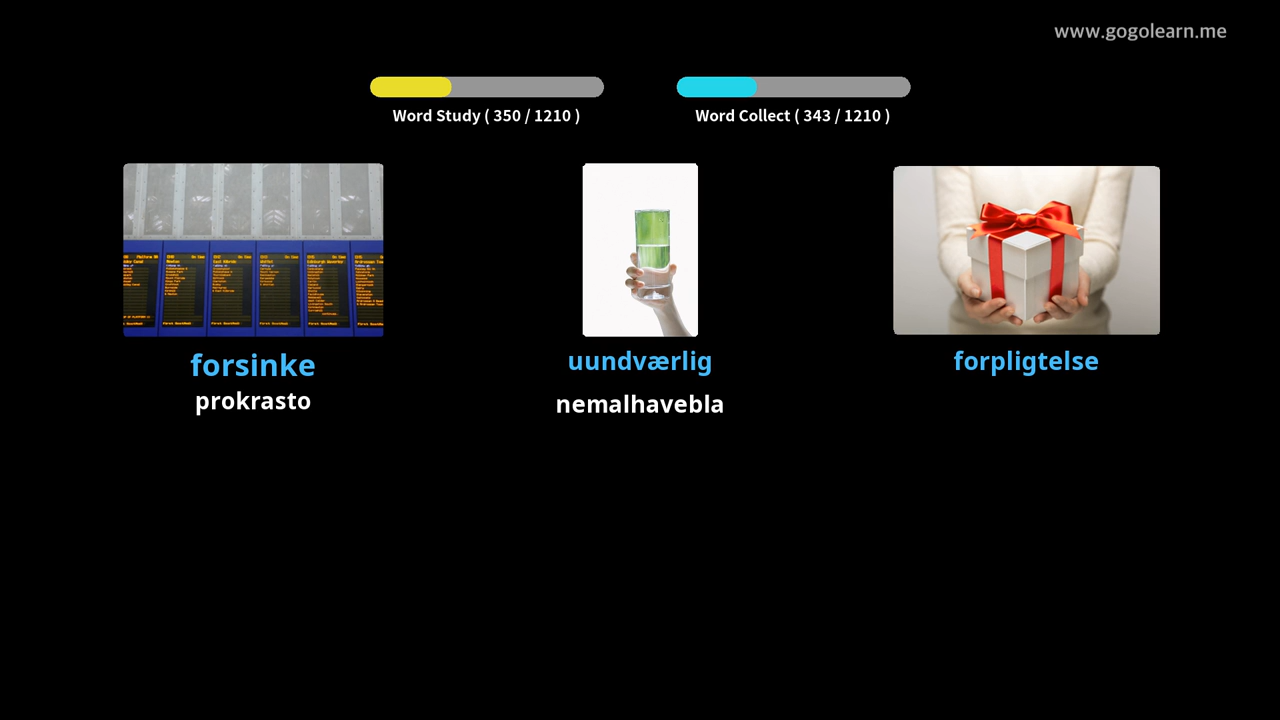 www.gogolearn.me
Word Study ( 350 / 1210 )
Word Collect ( 343 / 1210 )
forsinke
prokrasto
uundværlig
nemalhavebla
forpligtelse